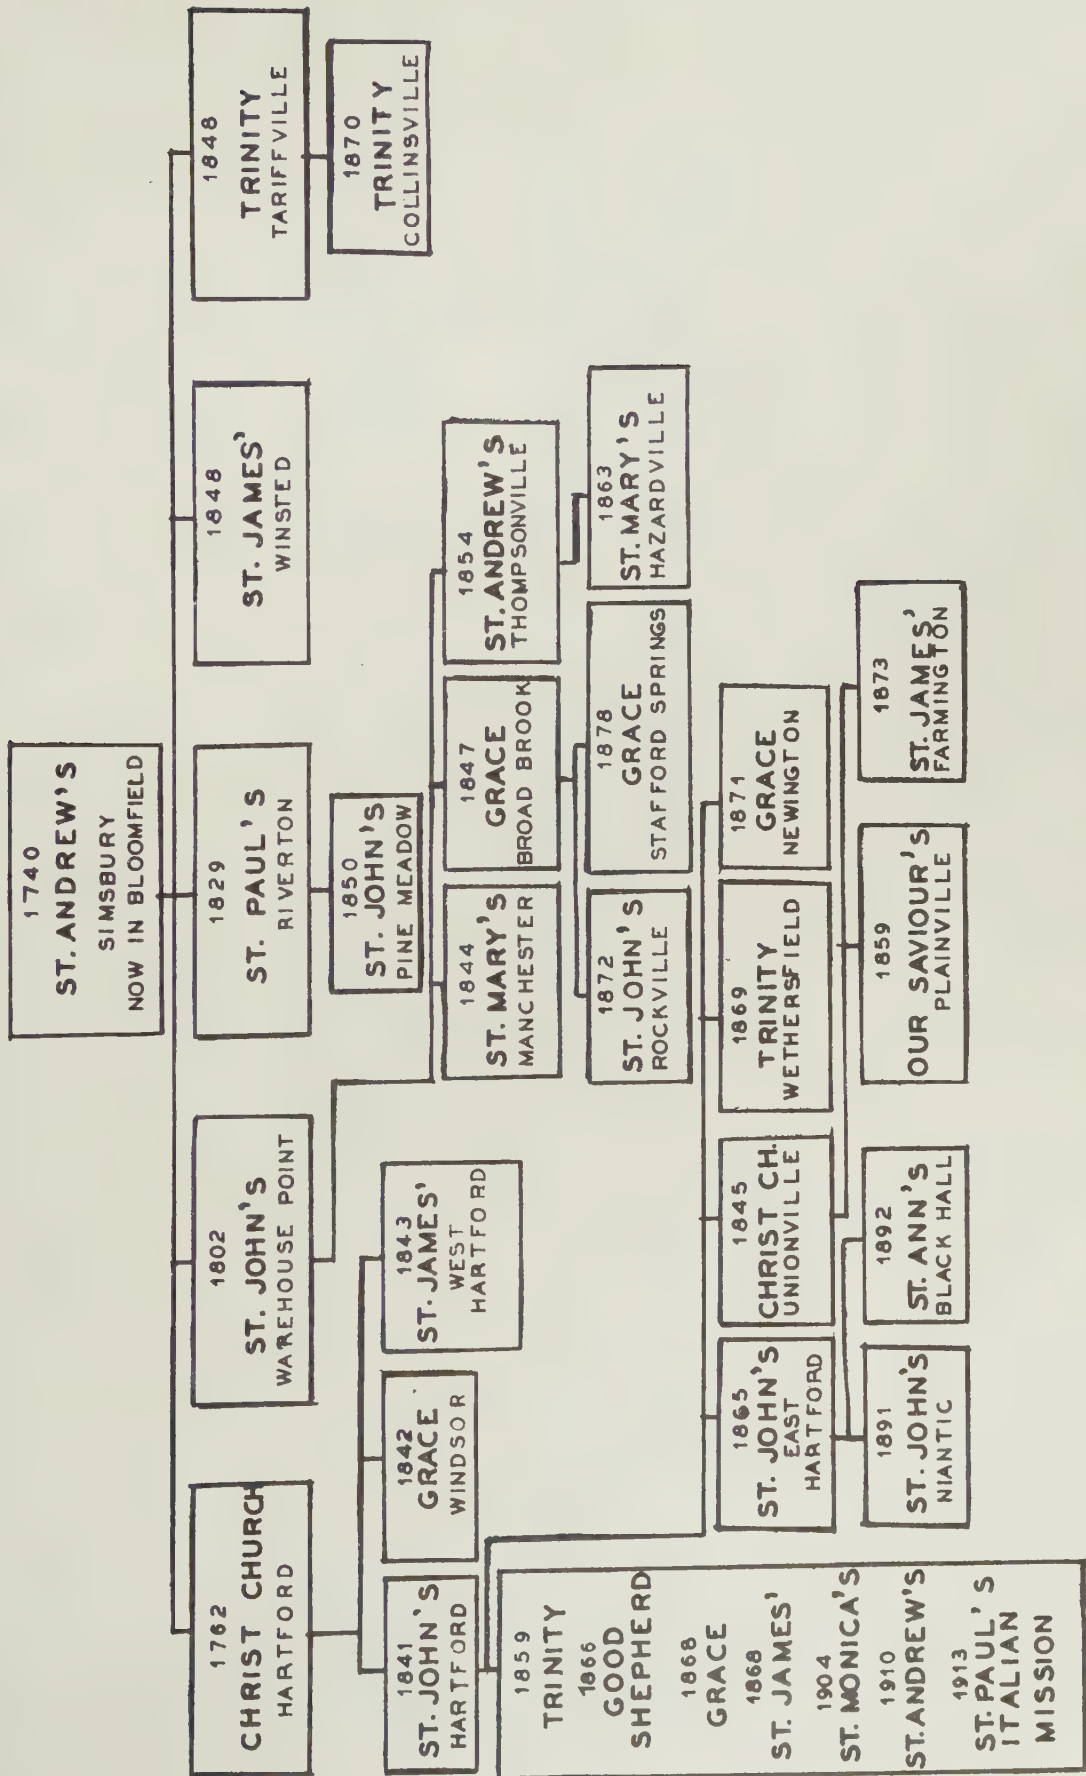 1740
ST. ANDREW'S
SIMSBURY
NOW IN BLOOMFIELD
1762
CHRIST CHURCH
HARTFORD
1802
ST. JOHN'S
WAREHOUSE POINT
1829
ST. PAUL'S
RIVERTON
1848
ST. JAMES'
WINSTED
1848
TRINITY
TARIFFVILLE
1850
ST. JOHN'S
PINE MEADOW
1870
TRINITY
COLLINSVILLE
1841
ST. JOHN'S
HARTFORD
1842
GRACE
WINDSOR
1843
ST. JAMES'
WEST
HARTFORD
1844
ST. MARY'S
MANCHESTER
1847
GRACE
BROAD BROOK
1854
ST. ANDREW'S
THOMPSONVILLE
1872
ST. JOHN'S
ROCKVILLE
1878
GRACE
STAFFORD SPRINGS
1863
ST. MARY'S
HAZARDVILLE
1859
TRINITY
1866
GOOD
SHEPHERD
1868
GRACE
1868
ST. JAMES'
1904
ST. MONICA'S
1910
ST. ANDREW'S
1913
ST. PAUL'S
ITALIAN
MISSION
1865
ST. JOHN'S
EAST
HARTFORD
1845
CHRIST CH.
UNIONVILLE
1869
TRINITY
WETHERSFIELD
1871
GRACE
NEWINGTON
1891
ST. JOHN'S
NIANTIC
1892
ST. ANN'S
BLACK HALL
1859
OUR SAVIOUR'S
PLAINVILLE
1873
ST. JAMES'
FARMINGTON